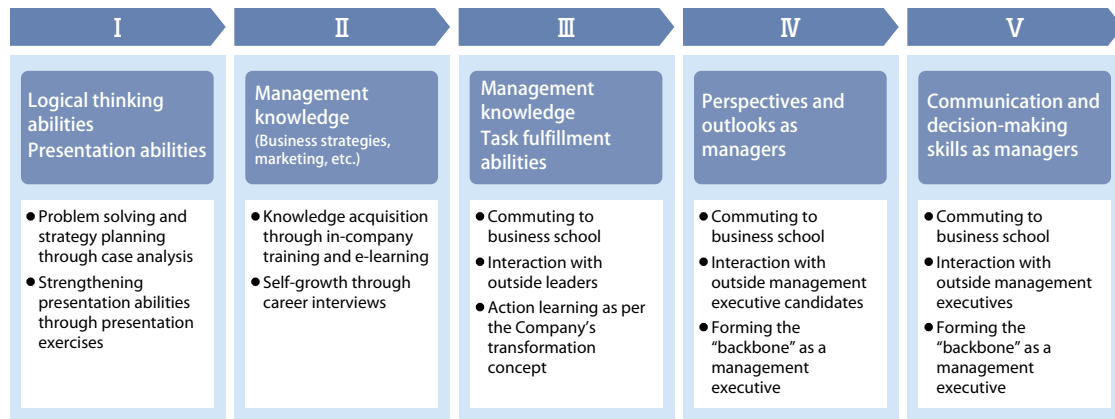 I
II
III
IV
V
Logical thinking
abilities
Presentation abilities
Management
knowledge
(Business strategies,
marketing, etc.)
Management
knowledge
Task fulfillment
abilities
Perspectives and
outlooks as
managers
Communication and
decision-making
skills as managers
● Problem solving and
strategy planning
through case analysis
● Strengthening
presentation abilities
through presentation
exercises
● Knowledge acquisition
through in-company
training and e-learning
● Self-growth through
career interviews
● Commuting to
business school
● Interaction with
outside leaders
● Action learning as per
the Company’s
transformation
concept
● Commuting to
business school
● Interaction with
outside management
executive candidates
● Forming the
“backbone” as a
management
executive
● Commuting to
business school
● Interaction with
outside management
executives
● Forming the
“backbone” as a
management
executive